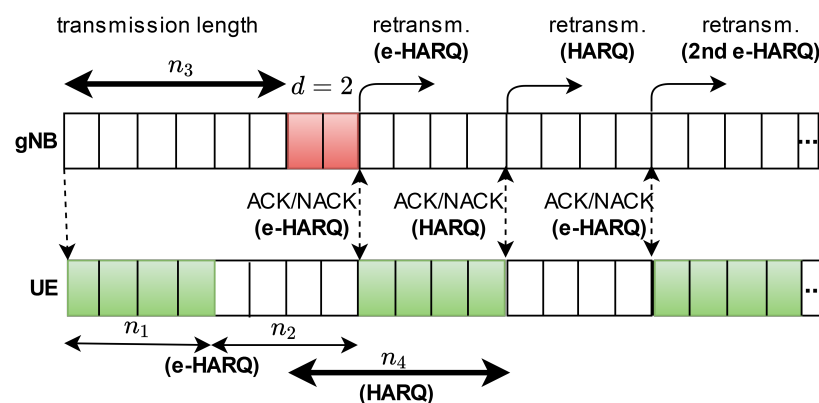 transmission length
retransm.
(e-HARQ)
retransm.
(HARQ)
retransm.
(2nd e-HARQ)
n₃
d = 2
gNB
...
ACK/NACK
(e-HARQ)
ACK/NACK
(HARQ)
ACK/NACK
(e-HARQ)
UE
...
n₁
n₂
(e-HARQ)
n₄
(HARQ)